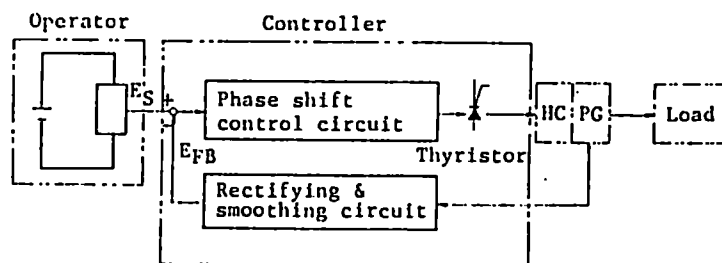 Operator
Controller
E_S
+
-
Phase shift
control circuit
Thyristor
HC
PG
Load
E_FB
Rectifying &
smoothing circuit